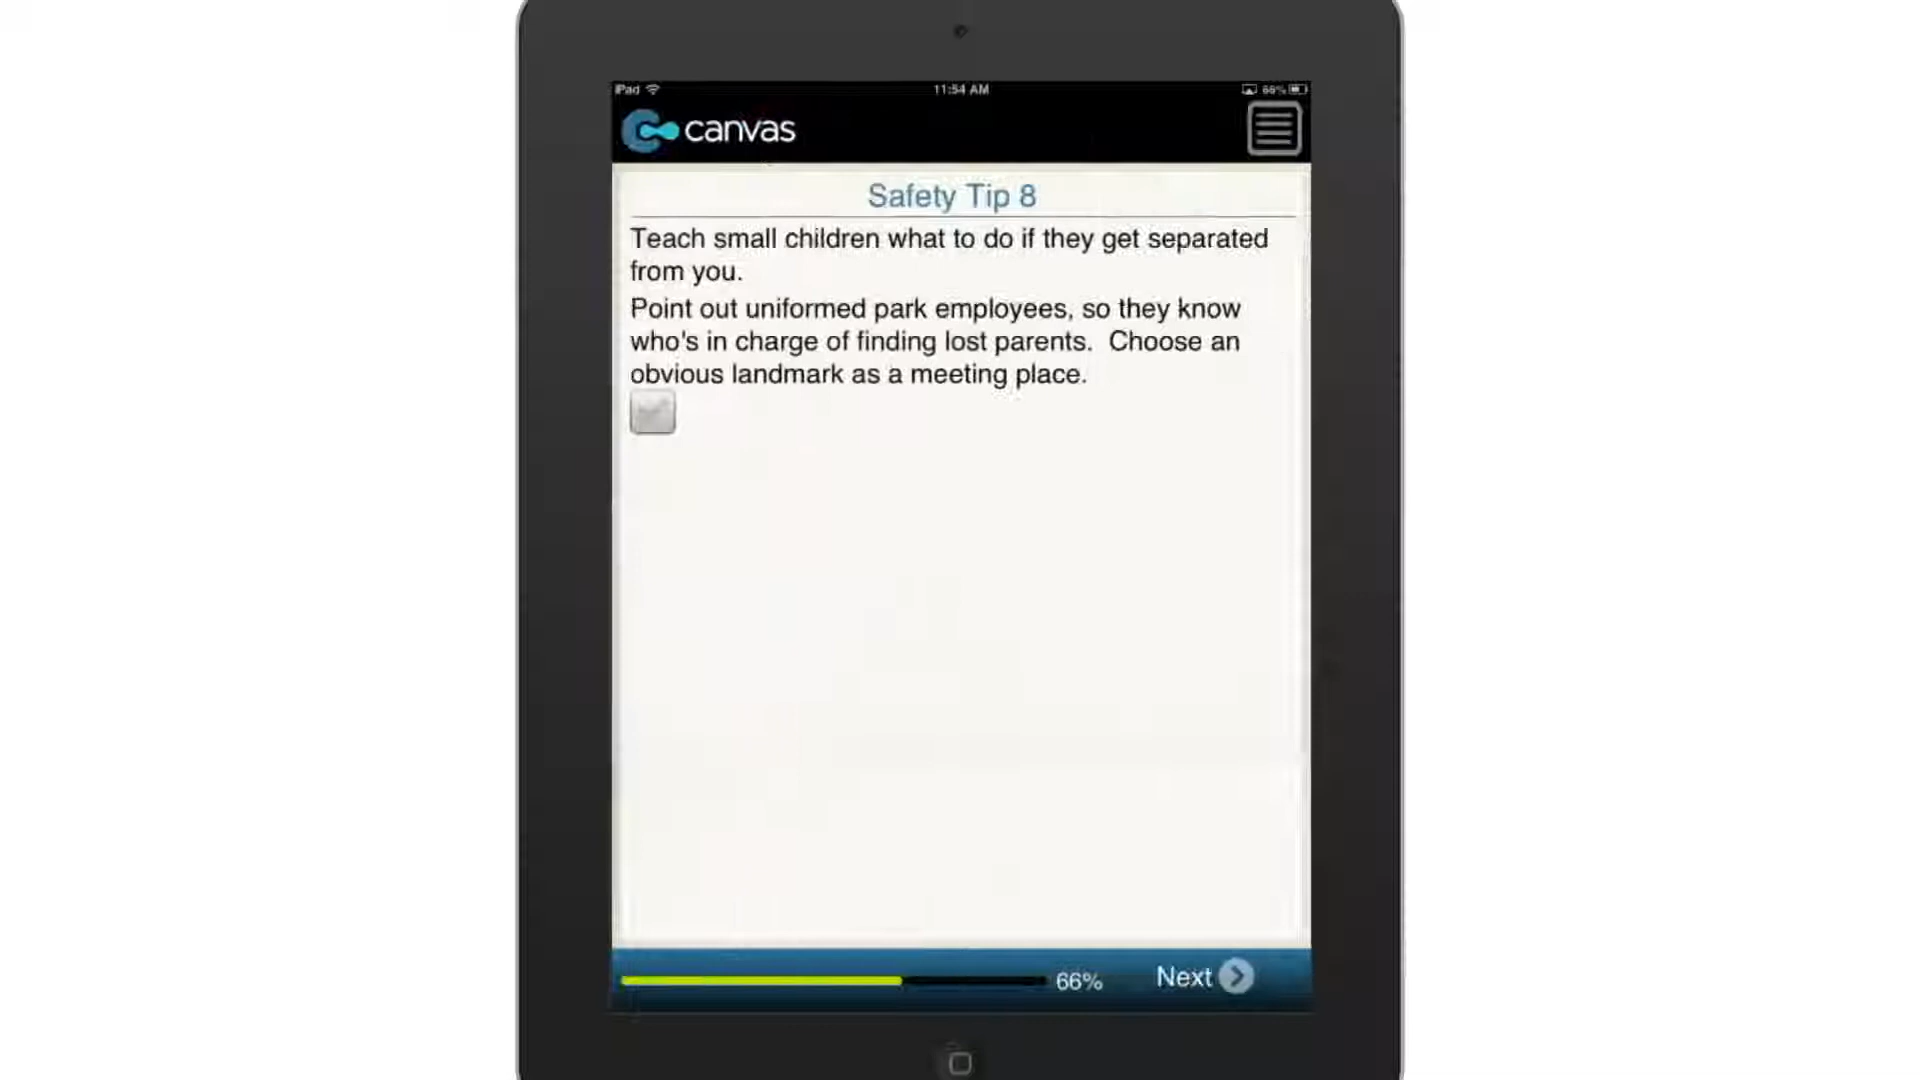 iPad 11:54 AM 66%
canvas
Safety Tip 8
Teach small children what to do if they get separated
from you.
Point out uniformed park employees, so they know
who's in charge of finding lost parents.  Choose an
obvious landmark as a meeting place.
66% Next